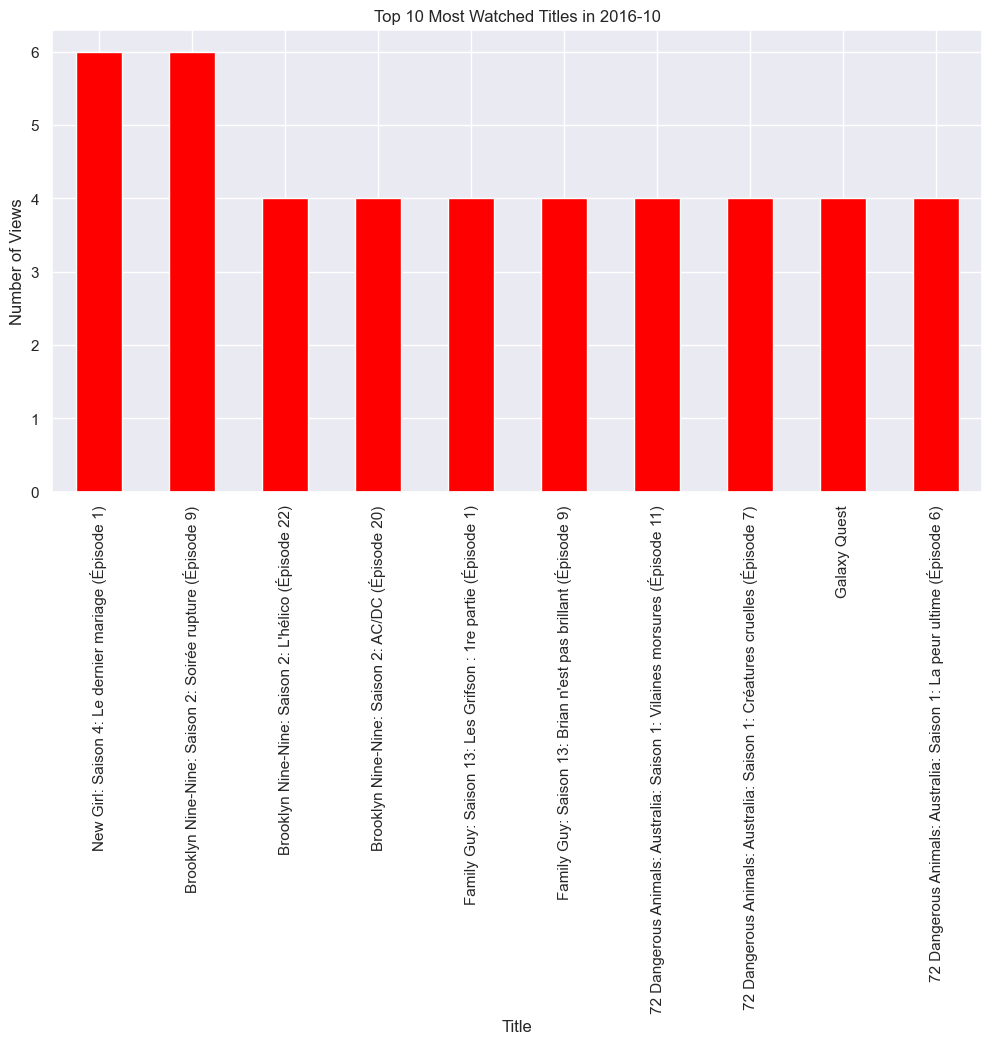 Top 10 Most Watched Titles in 2016-10
Number of Views
6
5
4
3
2
1
0
New Girl: Saison 4: Le dernier mariage (Épisode 1)
Brooklyn Nine-Nine: Saison 2: Soirée rupture (Épisode 9)
Brooklyn Nine-Nine: Saison 2: L'hélico (Épisode 22)
Brooklyn Nine-Nine: Saison 2: AC/DC (Épisode 20)
Family Guy: Saison 13: Les Grifson : 1re partie (Épisode 1)
Family Guy: Saison 13: Brian n'est pas brillant (Épisode 9)
72 Dangerous Animals: Australia: Saison 1: Vilaines morsures (Épisode 11)
72 Dangerous Animals: Australia: Saison 1: Créatures cruelles (Épisode 7)
Galaxy Quest
72 Dangerous Animals: Australia: Saison 1: La peur ultime (Épisode 6)
Title